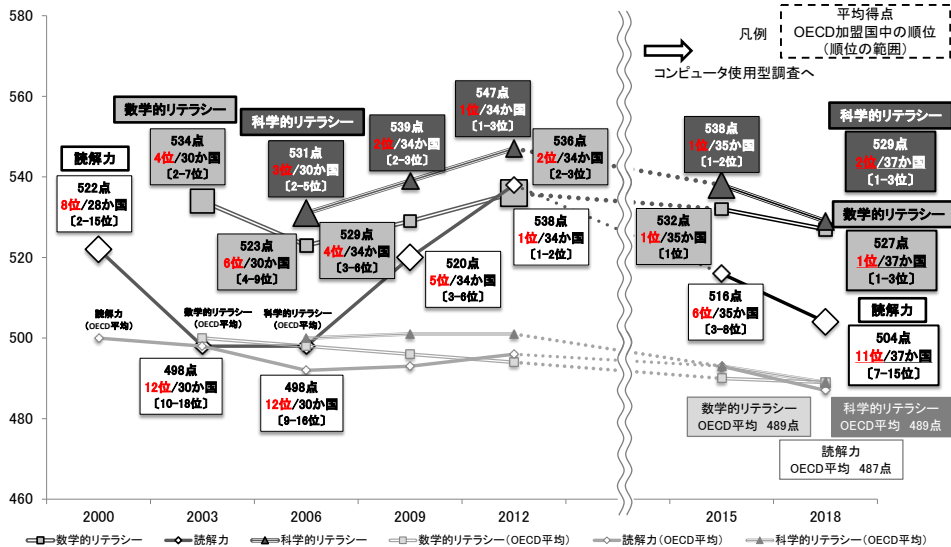 580
560
540
520
500
480
460
2000
2003
2006
2009
2012
2015
2018
凡例
平均得点
OECD加盟国中の順位
（順位の範囲）
コンピュータ使用型調査へ
読解力
522点
8位/28か国
［2-15位］
数学的リテラシー
534点
4位/30か国
［2-7位］
科学的リテラシー
531点
3位/30か国
［2-5位］
539点
2位/34か国
［2-3位］
547点
1位/34か国
［1-3位］
536点
2位/34か国
［2-3位］
523点
6位/30か国
［4-9位］
529点
4位/34か国
［3-6位］
520点
5位/34か国
［3-6位］
538点
1位/34か国
［1-2位］
498点
12位/30か国
［10-18位］
498点
12位/30か国
［9-16位］
読解力
（OECD平均）
数学的リテラシー
（OECD平均）
科学的リテラシー
（OECD平均）
538点
1位/35か国
［1-2位］
532点
1位/35か国
［1位］
516点
6位/35か国
［3-8位］
科学的リテラシー
529点
2位/37か国
［1-3位］
数学的リテラシー
527点
1位/37か国
［1-3位］
読解力
504点
11位/37か国
［7-15位］
数学的リテラシー
OECD平均 489点
科学的リテラシー
OECD平均 489点
読解力
OECD平均 487点
数学的リテラシー
読解力
科学的リテラシー
数学的リテラシー（OECD平均）
読解力（OECD平均）
科学的リテラシー（OECD平均）